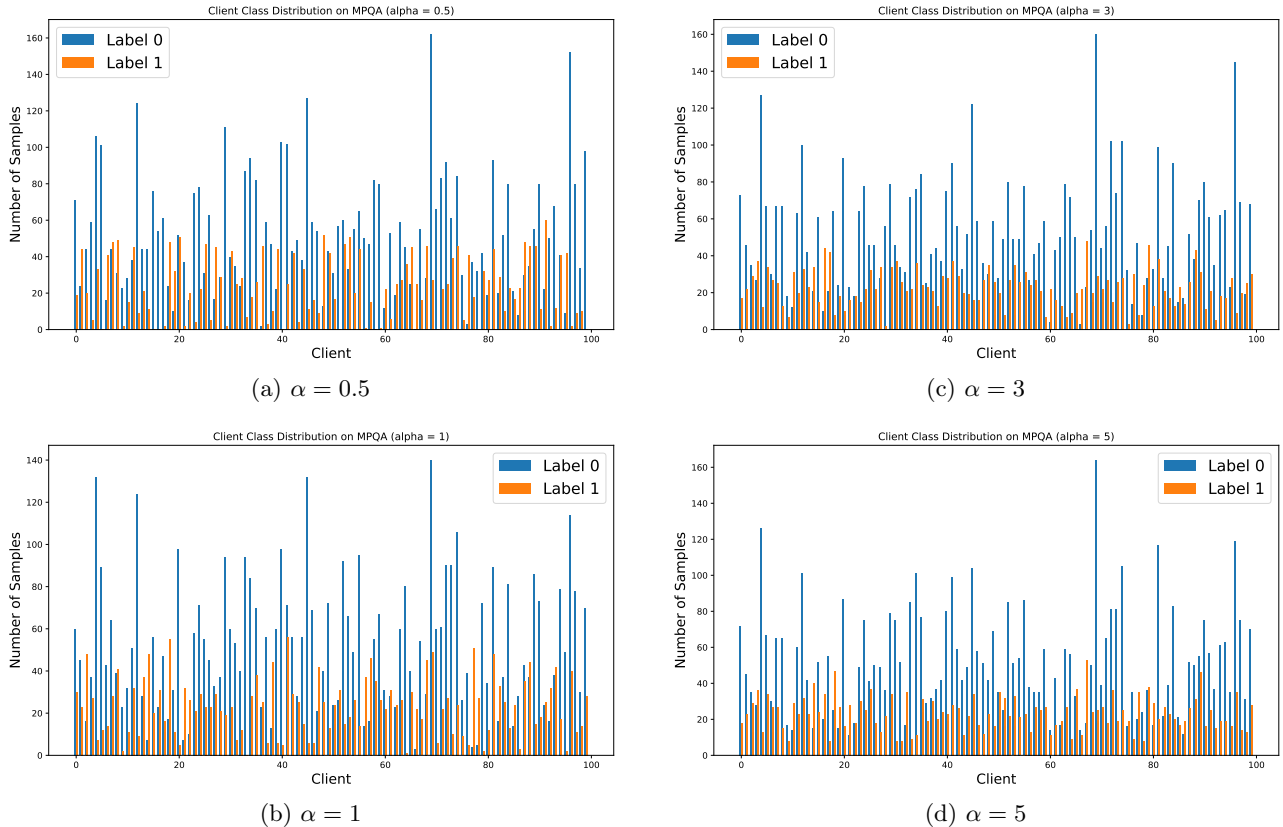 Client Class Distribution on MPQA (alpha = 0.5)
Label 0
Label 1
Number of Samples
160
140
120
100
80
60
40
20
0
0 20 40 60 80 100
Client
(a) α = 0.5
Client Class Distribution on MPQA (alpha = 3)
Label 0
Label 1
Number of Samples
160
140
120
100
80
60
40
20
0
0 20 40 60 80 100
Client
(c) α = 3
Client Class Distribution on MPQA (alpha = 1)
Label 0
Label 1
Number of Samples
140
120
100
80
60
40
20
0
0 20 40 60 80 100
Client
(b) α = 1
Client Class Distribution on MPQA (alpha = 5)
Label 0
Label 1
Number of Samples
160
140
120
100
80
60
40
20
0
0 20 40 60 80 100
Client
(d) α = 5